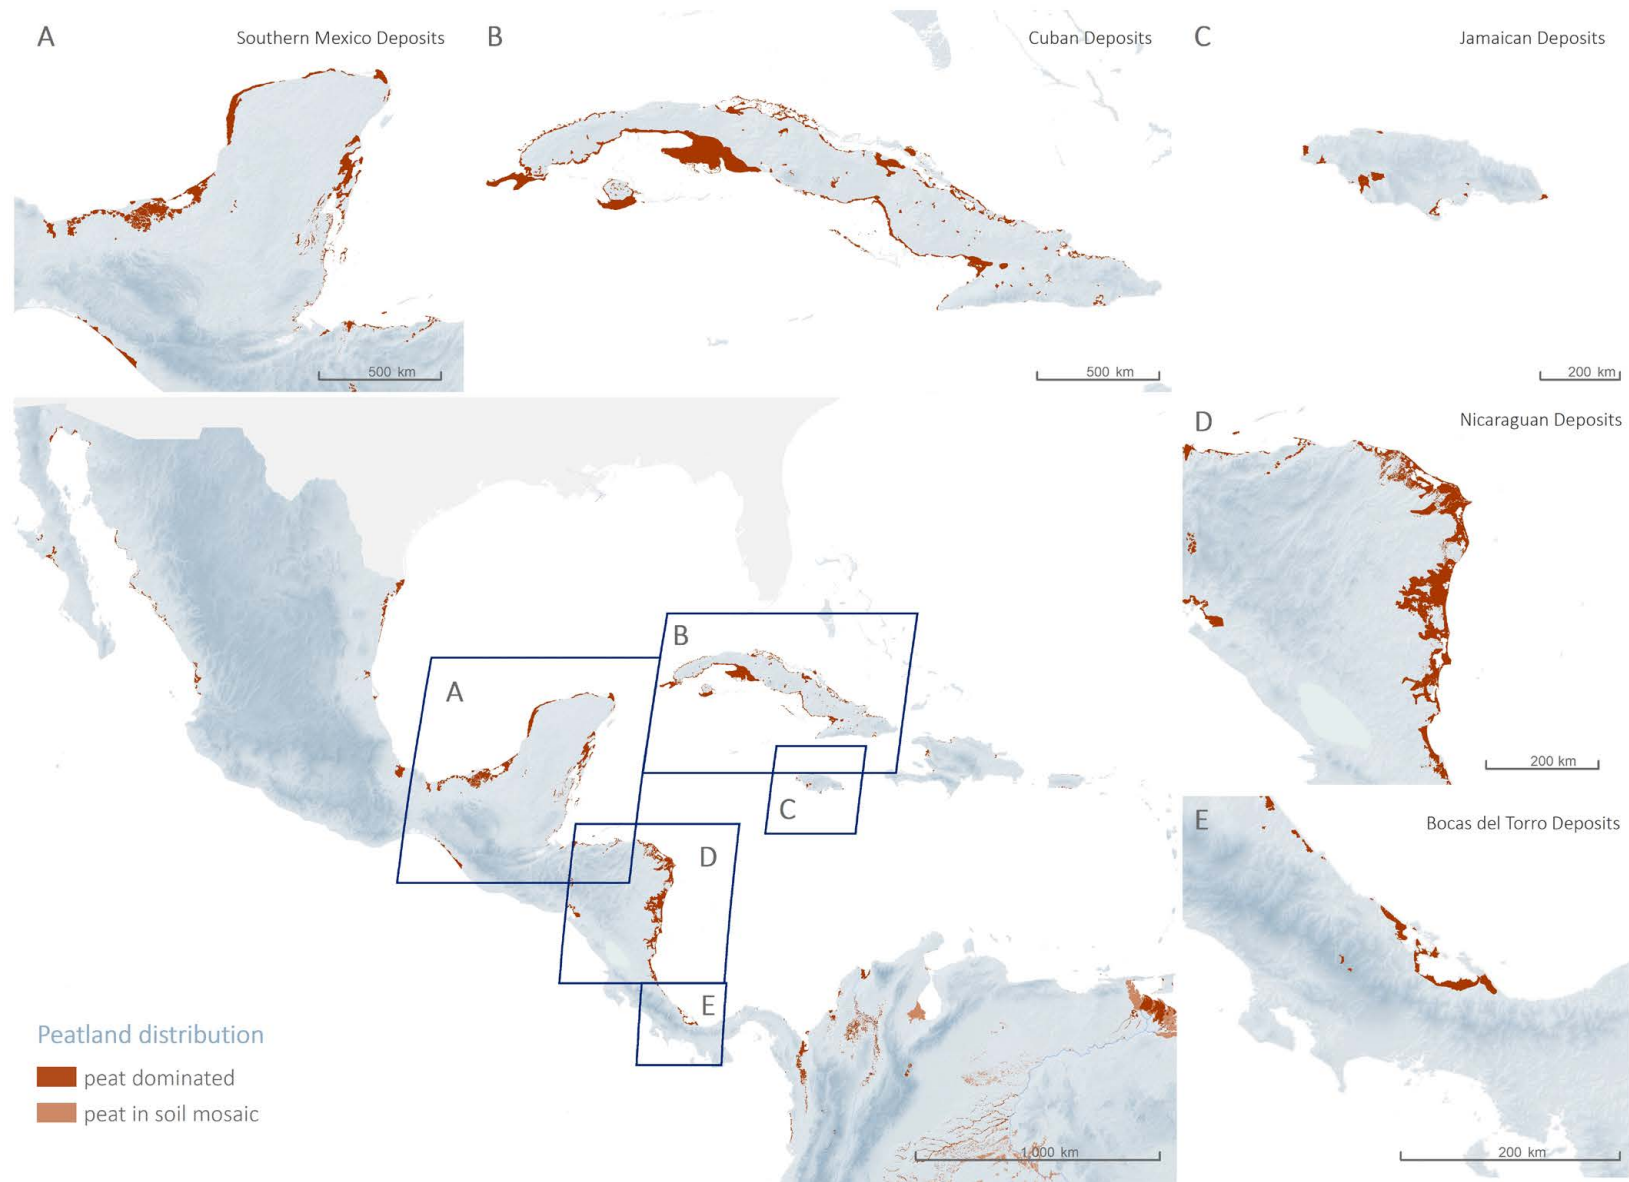 A
Southern Mexico Deposits
500 km
B
Cuban Deposits
500 km
C
Jamaican Deposits
200 km
A
B
C
D
E
Peatland distribution
peat dominated
peat in soil mosaic
1,000 km
D
Nicaraguan Deposits
200 km
E
Bocas del Torro Deposits
200 km